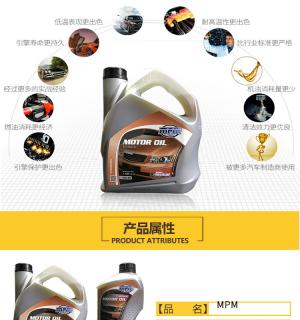 低温表现更出色
耐高温性更出色
引擎寿命更持久
比行业标准更严格
经过更多的实战经验
机油消耗量更少
燃油消耗更经济
清洁效力更优良
引擎保护更出色
被更多汽车制造商使用
MPM
MOTOR OIL
产品属性
PRODUCT ATTRIBUTES
MPM
MOTOR OIL
【品 名】 MPM